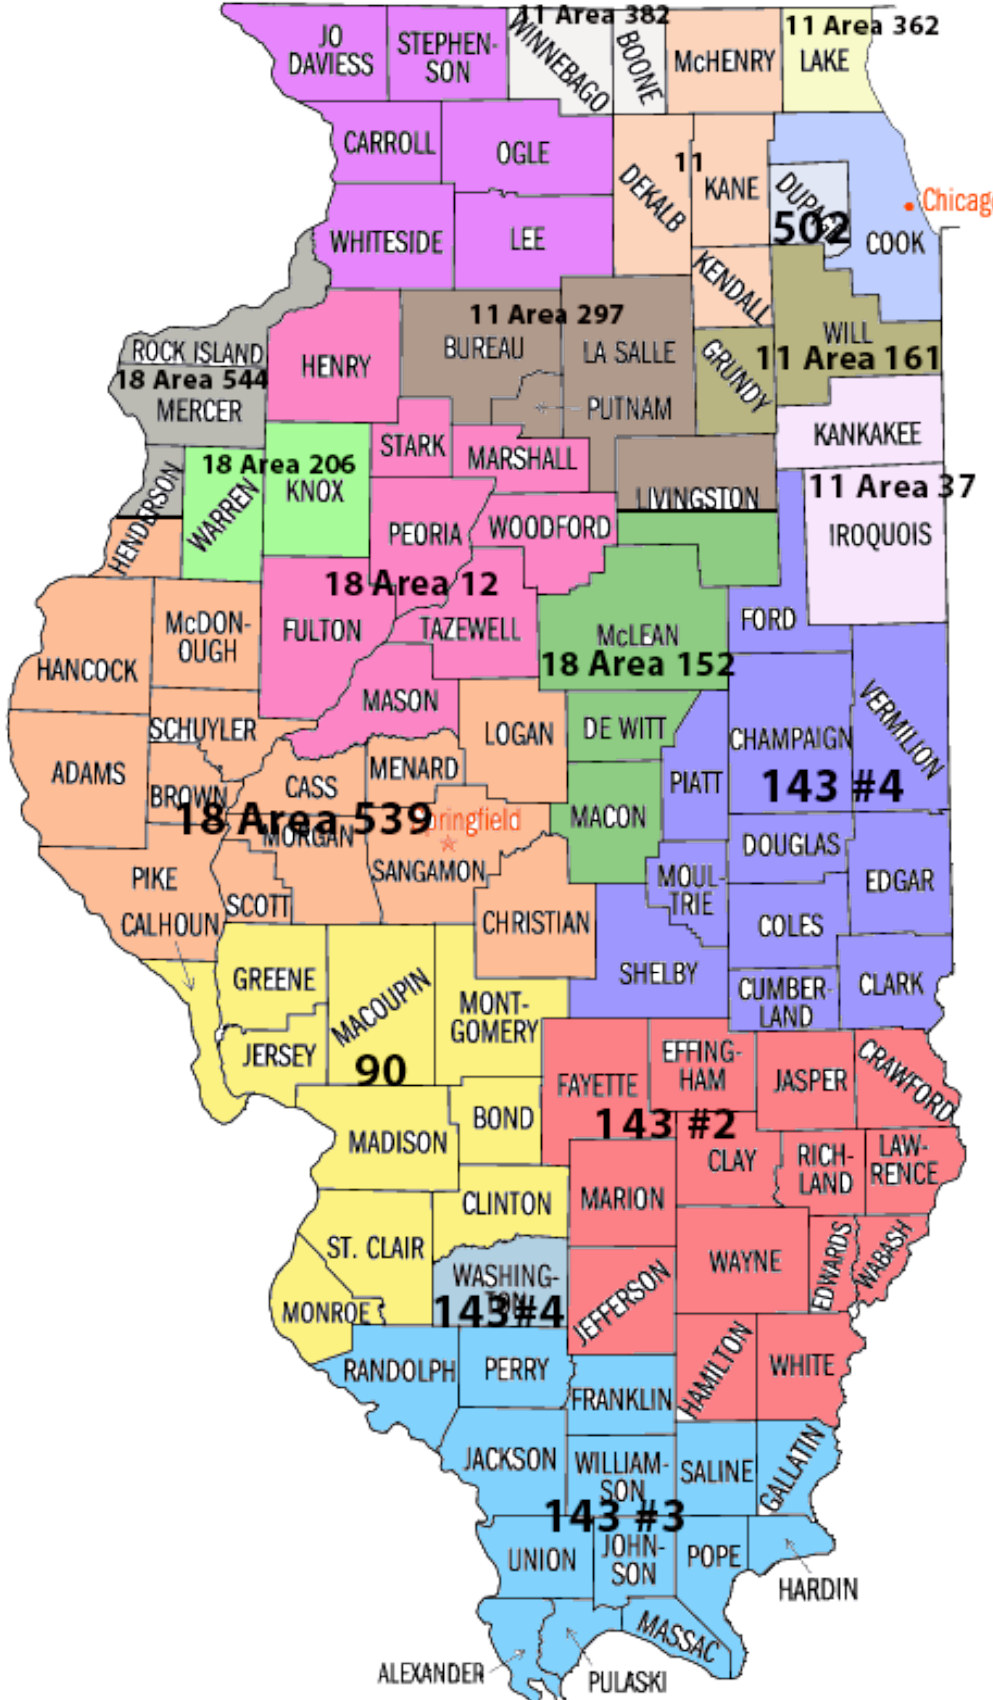 11 Area 382
11 Area 362
JO
DAVIESS
STEPHEN-
SON
WINNEBAGO
BOONE
McHENRY
LAKE
CARROLL
OGLE
DEKALB
11
KANE
DUPAGE
502
Chicag
COOK
WHITESIDE
LEE
KENDALL
11 Area 297
BUREAU
LA SALLE
ROCK ISLAND
HENRY
GRUNDY
WILL
11 Area 161
18 Area 544
MERCER
PUTNAM
KANKAKEE
STARK
MARSHALL
18 Area 206
KNOX
HENDERSON
WARREN
LIVINGSTON
11 Area 37
IROQUOIS
PEORIA
WOODFORD
18 Area 12
FULTON
TAZEWELL
McLEAN
18 Area 152
FORD
McDON-
OUGH
HANCOCK
MASON
SCHUYLER
LOGAN
DE WITT
CHAMPAIGN
VERMILION
ADAMS
BROWN
CASS
MENARD
PIATT
143 #4
18 Area 539
MORGAN
Springfield
MACON
DOUGLAS
PIKE
SANGAMON
MOUL-
TRIE
EDGAR
CALHOUN
SCOTT
CHRISTIAN
COLES
GREENE
MACOUPIN
MONT-
GOMERY
SHELBY
CUMBER-
LAND
CLARK
JERSEY
90
FAYETTE
EFFING-
HAM
JASPER
CRAWFORD
MADISON
BOND
143 #2
CLAY
RICH-
LAND
LAW-
RENCE
CLINTON
MARION
ST. CLAIR
WAYNE
EDWARDS
WABASH
WASHING-
TON
143#4
JEFFERSON
MONROE
RANDOLPH
PERRY
FRANKLIN
HAMILTON
WHITE
JACKSON
WILLIAM-
SON
SALINE
GALLATIN
143 #3
UNION
JOHN-
SON
POPE
HARDIN
MASSAC
ALEXANDER
PULASKI